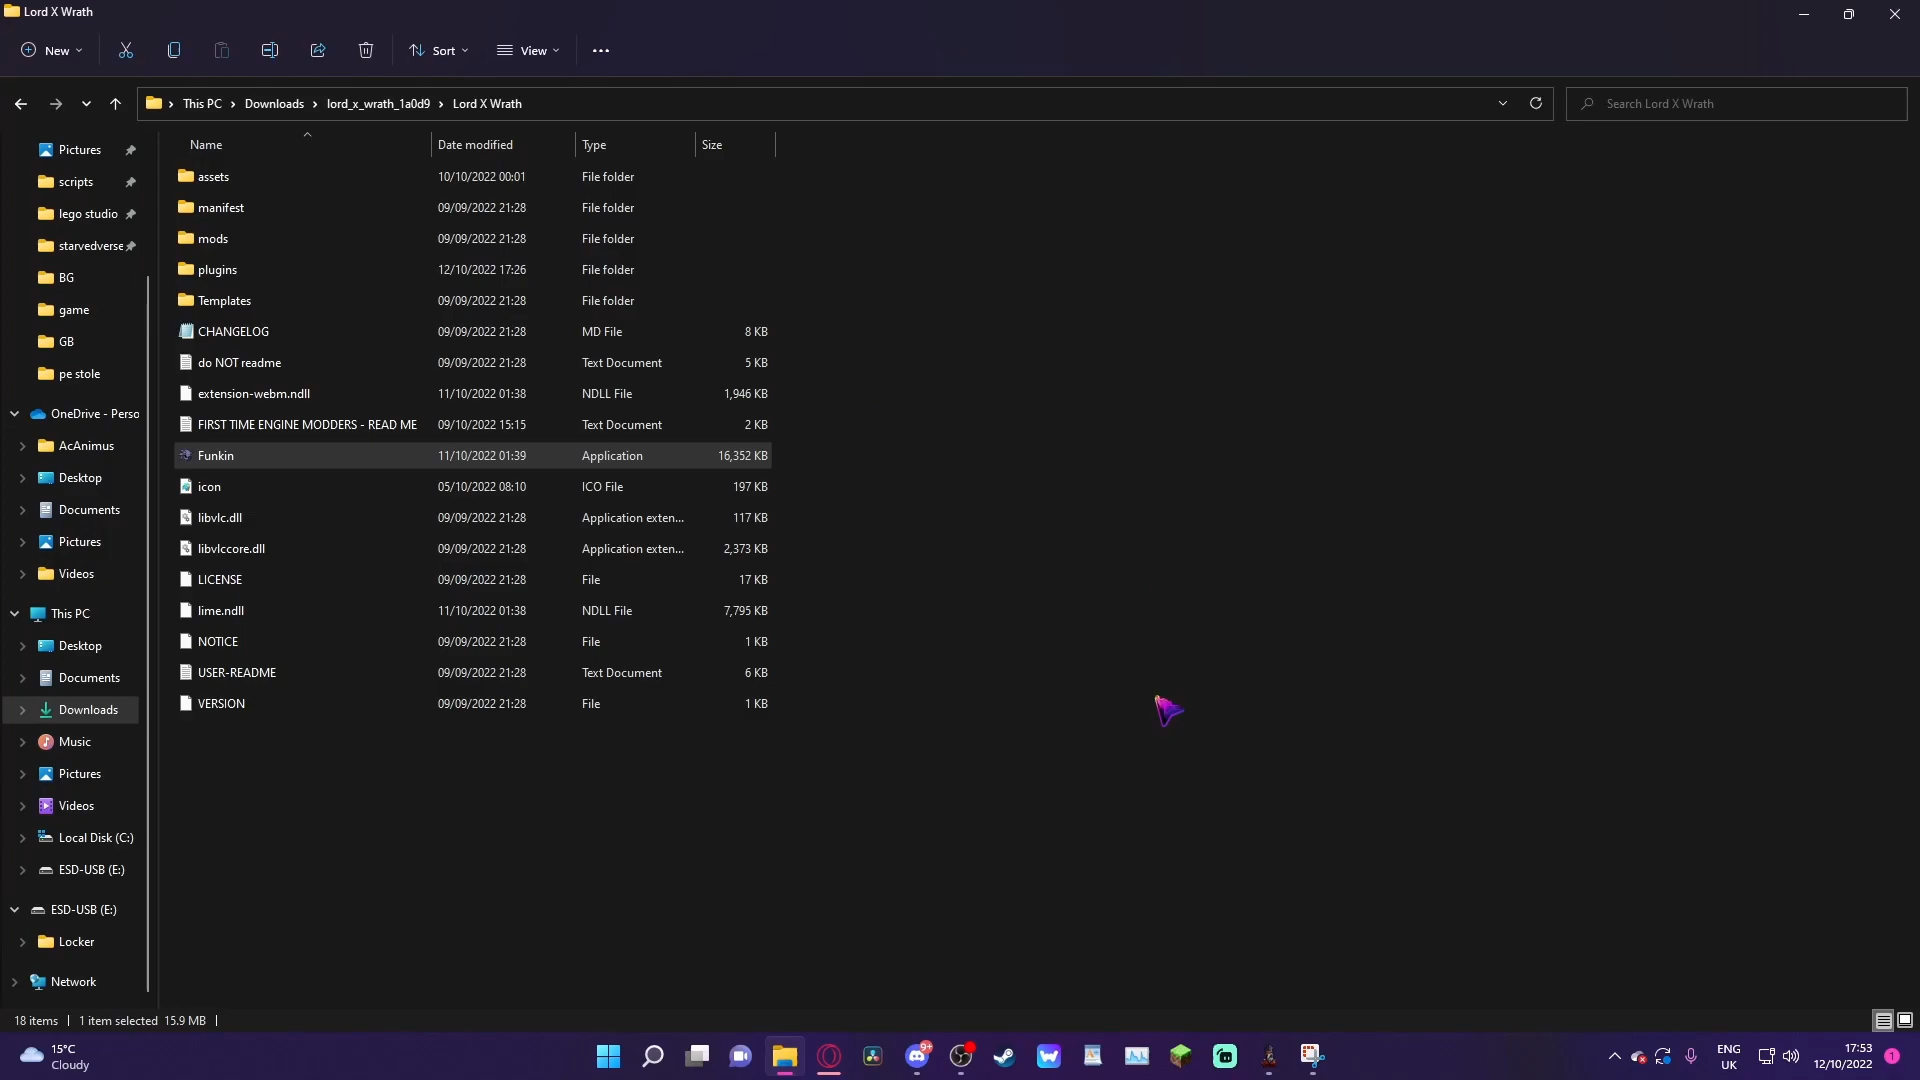 Lord X Wrath
New
Sort
View
This PC > Downloads > lord_x_wrath_1a0d9 > Lord X Wrath
Search Lord X Wrath
Name Date modified Type Size
assets 10/10/2022 00:01 File folder
manifest 09/09/2022 21:28 File folder
mods 09/09/2022 21:28 File folder
plugins 12/10/2022 17:26 File folder
Templates 09/09/2022 21:28 File folder
CHANGELOG 09/09/2022 21:28 MD File 8 KB
do NOT readme 09/09/2022 21:28 Text Document 5 KB
extension-webm.ndll 11/10/2022 01:38 NDLL File 1,946 KB
FIRST TIME ENGINE MODDERS - READ ME 09/10/2022 15:15 Text Document 2 KB
Funkin 11/10/2022 01:39 Application 16,352 KB
icon 05/10/2022 08:10 ICO File 197 KB
libvlc.dll 09/09/2022 21:28 Application exten... 117 KB
libvlccore.dll 09/09/2022 21:28 Application exten... 2,373 KB
LICENSE 09/09/2022 21:28 File 17 KB
lime.ndll 11/10/2022 01:38 NDLL File 7,795 KB
NOTICE 09/09/2022 21:28 File 1 KB
USER-README 09/09/2022 21:28 Text Document 6 KB
VERSION 09/09/2022 21:28 File 1 KB
Pictures
scripts
lego studio
starvedverse
BG
game
GB
pe stole
OneDrive - Perso
AcAnimus
Desktop
Documents
Pictures
Videos
This PC
Desktop
Documents
Downloads
Music
Pictures
Videos
Local Disk (C:)
ESD-USB (E:)
ESD-USB (E:)
Locker
Network
18 items | 1 item selected 15.9 MB |
15°C
Cloudy
9+
ENG
UK
17:53
12/10/2022
1